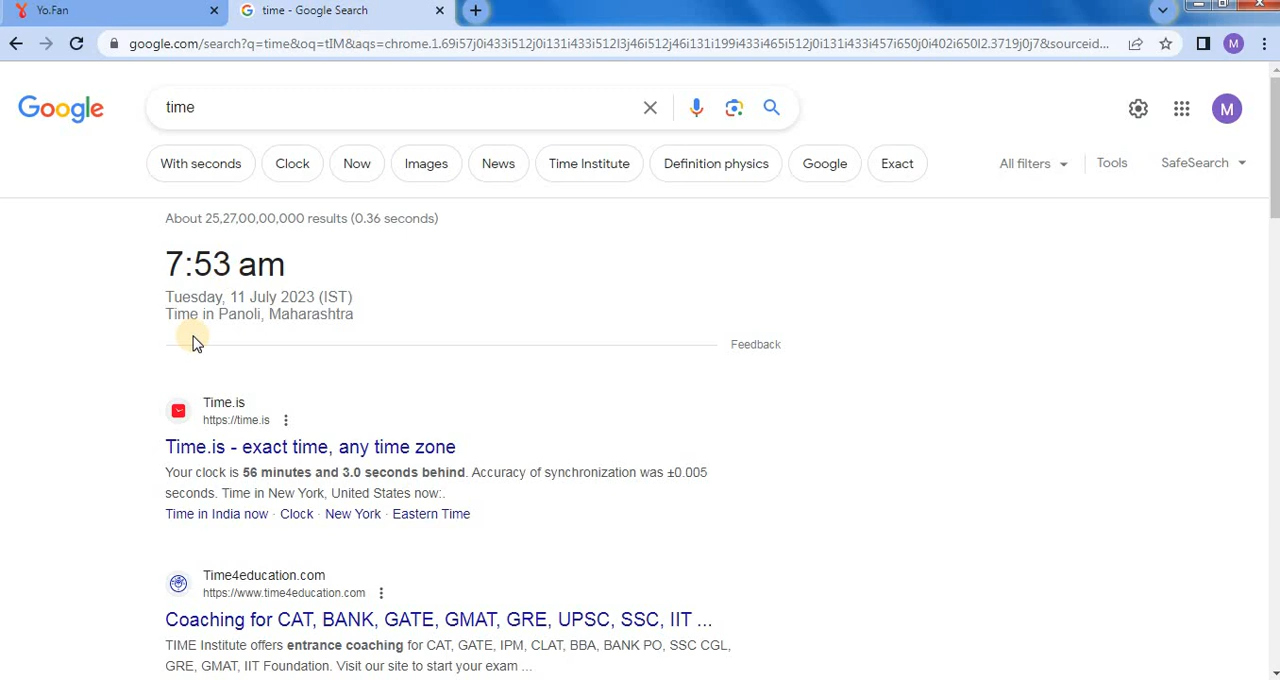 Yo.Fan
time - Google Search
google.com/search?q=time&oq=tIM&aqs=chrome.1.69i57j0i433i512j0i131i433i512l3j46i512j46i131i199i433i465i512j0i131i433i457i650j0i402i650l2.3719j0j7&sourceid...
M
Google
time
M
With seconds
Clock
Now
Images
News
Time Institute
Definition physics
Google
Exact
All filters
Tools
SafeSearch
About 25,27,00,00,000 results (0.36 seconds)
7:53 am
Tuesday, 11 July 2023 (IST)
Time in Panoli, Maharashtra
Feedback
Time.is
https://time.is
Time.is - exact time, any time zone
Your clock is 56 minutes and 3.0 seconds behind. Accuracy of synchronization was ±0.005
seconds. Time in New York, United States now:.
Time in India now · Clock · New York · Eastern Time
Time4education.com
https://www.time4education.com
Coaching for CAT, BANK, GATE, GMAT, GRE, UPSC, SSC, IIT ...
TIME Institute offers entrance coaching for CAT, GATE, IPM, CLAT, BBA, BANK PO, SSC CGL,
GRE, GMAT, IIT Foundation. Visit our site to start your exam ...